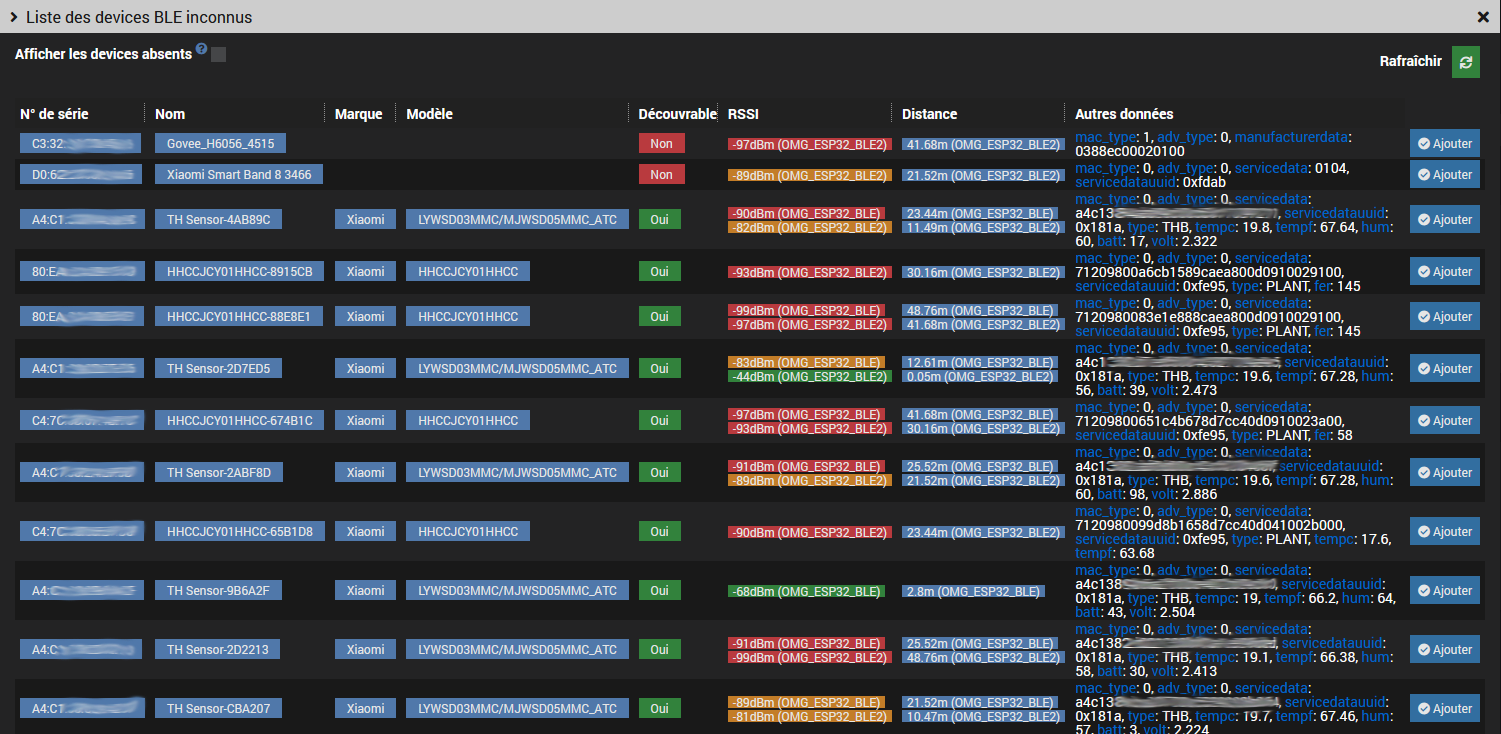 Liste des devices BLE inconnus
Afficher les devices absents
Rafraîchir
N° de série Nom Marque Modèle Découvrable RSSI Distance Autres données
C3:32: Govee_H6056_4515 Non -97dBm (OMG_ESP32_BLE2) 41.68m (OMG_ESP32_BLE2) mac_type: 1, adv_type: 0, manufacturerdata: Ajouter
0388ec00020100
D0:6 Xiaomi Smart Band 8 3466 Non -89dBm (OMG_ESP32_BLE2) 21.52m (OMG_ESP32_BLE2) mac_type: 0, adv_type: 0, servicedata: 0104, Ajouter
servicedatauuid: 0xfdab
A4:C1 TH Sensor-4AB89C Xiaomi LYWSD03MMC/MJWSD05MMC_ATC Oui -90dBm (OMG_ESP32_BLE) 23.44m (OMG_ESP32_BLE) mac_type: 0, adv_type: 0, servicedata: Ajouter
-82dBm (OMG_ESP32_BLE2) 11.49m (OMG_ESP32_BLE2) a4c13 , servicedatauuid:
0x181a, type: THB, tempc: 19.8, tempf: 67.64, hum:
60, batt: 17, volt: 2.322
80:EA HHCCJCY01HHCC-8915CB Xiaomi HHCCJCY01HHCC Oui -93dBm (OMG_ESP32_BLE2) 30.16m (OMG_ESP32_BLE2) mac_type: 0, adv_type: 0, servicedata: Ajouter
71209800a6cb1589caea800d0910029100,
servicedatauuid: 0xfe95, type: PLANT, fer: 145
80:EA HHCCJCY01HHCC-88E8E1 Xiaomi HHCCJCY01HHCC Oui -99dBm (OMG_ESP32_BLE) 48.76m (OMG_ESP32_BLE) mac_type: 0, adv_type: 0, servicedata: Ajouter
-97dBm (OMG_ESP32_BLE2) 41.68m (OMG_ESP32_BLE2) 7120980083e1e888caea800d0910029100,
servicedatauuid: 0xfe95, type: PLANT, fer: 145
A4:C1 TH Sensor-2D7ED5 Xiaomi LYWSD03MMC/MJWSD05MMC_ATC Oui -83dBm (OMG_ESP32_BLE) 12.61m (OMG_ESP32_BLE) mac_type: 0, adv_type: 0, servicedata: Ajouter
-44dBm (OMG_ESP32_BLE2) 0.05m (OMG_ESP32_BLE2) a4c1 , servicedatauuid:
0x181a, type: THB, tempc: 19.6, tempf: 67.28, hum:
56, batt: 39, volt: 2.473
C4:7C HHCCJCY01HHCC-674B1C Xiaomi HHCCJCY01HHCC Oui -97dBm (OMG_ESP32_BLE) 41.68m (OMG_ESP32_BLE) mac_type: 0, adv_type: 0, servicedata: Ajouter
-93dBm (OMG_ESP32_BLE2) 30.16m (OMG_ESP32_BLE2) 71209800651c4b678d7cc40d0910023a00,
servicedatauuid: 0xfe95, type: PLANT, fer: 58
A4:C TH Sensor-2ABF8D Xiaomi LYWSD03MMC/MJWSD05MMC_ATC Oui -91dBm (OMG_ESP32_BLE) 25.52m (OMG_ESP32_BLE) mac_type: 0, adv_type: 0, servicedata: Ajouter
-89dBm (OMG_ESP32_BLE2) 21.52m (OMG_ESP32_BLE2) a4c1 , servicedatauuid:
0x181a, type: THB, tempc: 19.6, tempf: 67.28, hum:
60, batt: 98, volt: 2.886
C4:7C HHCCJCY01HHCC-65B1D8 Xiaomi HHCCJCY01HHCC Oui -90dBm (OMG_ESP32_BLE2) 23.44m (OMG_ESP32_BLE2) mac_type: 0, adv_type: 0, servicedata: Ajouter
7120980099d8b1658d7cc40d041002b000,
servicedatauuid: 0xfe95, type: PLANT, tempc: 17.6,
tempf: 63.68
A4: TH Sensor-9B6A2F Xiaomi LYWSD03MMC/MJWSD05MMC_ATC Oui -68dBm (OMG_ESP32_BLE) 2.8m (OMG_ESP32_BLE) mac_type: 0, adv_type: 0, servicedata: Ajouter
a4c138 , servicedatauuid:
0x181a, type: THB, tempc: 19, tempf: 66.2, hum: 64,
batt: 43, volt: 2.504
A4:C TH Sensor-2D2213 Xiaomi LYWSD03MMC/MJWSD05MMC_ATC Oui -91dBm (OMG_ESP32_BLE) 25.52m (OMG_ESP32_BLE) mac_type: 0, adv_type: 0, servicedata: Ajouter
-99dBm (OMG_ESP32_BLE2) 48.76m (OMG_ESP32_BLE2) a4c138 , servicedatauuid:
0x181a, type: THB, tempc: 19.1, tempf: 66.38, hum:
58, batt: 30, volt: 2.413
A4:C1 TH Sensor-CBA207 Xiaomi LYWSD03MMC/MJWSD05MMC_ATC Oui -89dBm (OMG_ESP32_BLE) 21.52m (OMG_ESP32_BLE) mac_type: 0, adv_type: 0, servicedata: Ajouter
-81dBm (OMG_ESP32_BLE2) 10.47m (OMG_ESP32_BLE2) a4c13 , servicedatauuid:
0x181a, type: THB, tempc: 19.7, tempf: 67.46, hum:
57, batt: 3, volt: 2.224